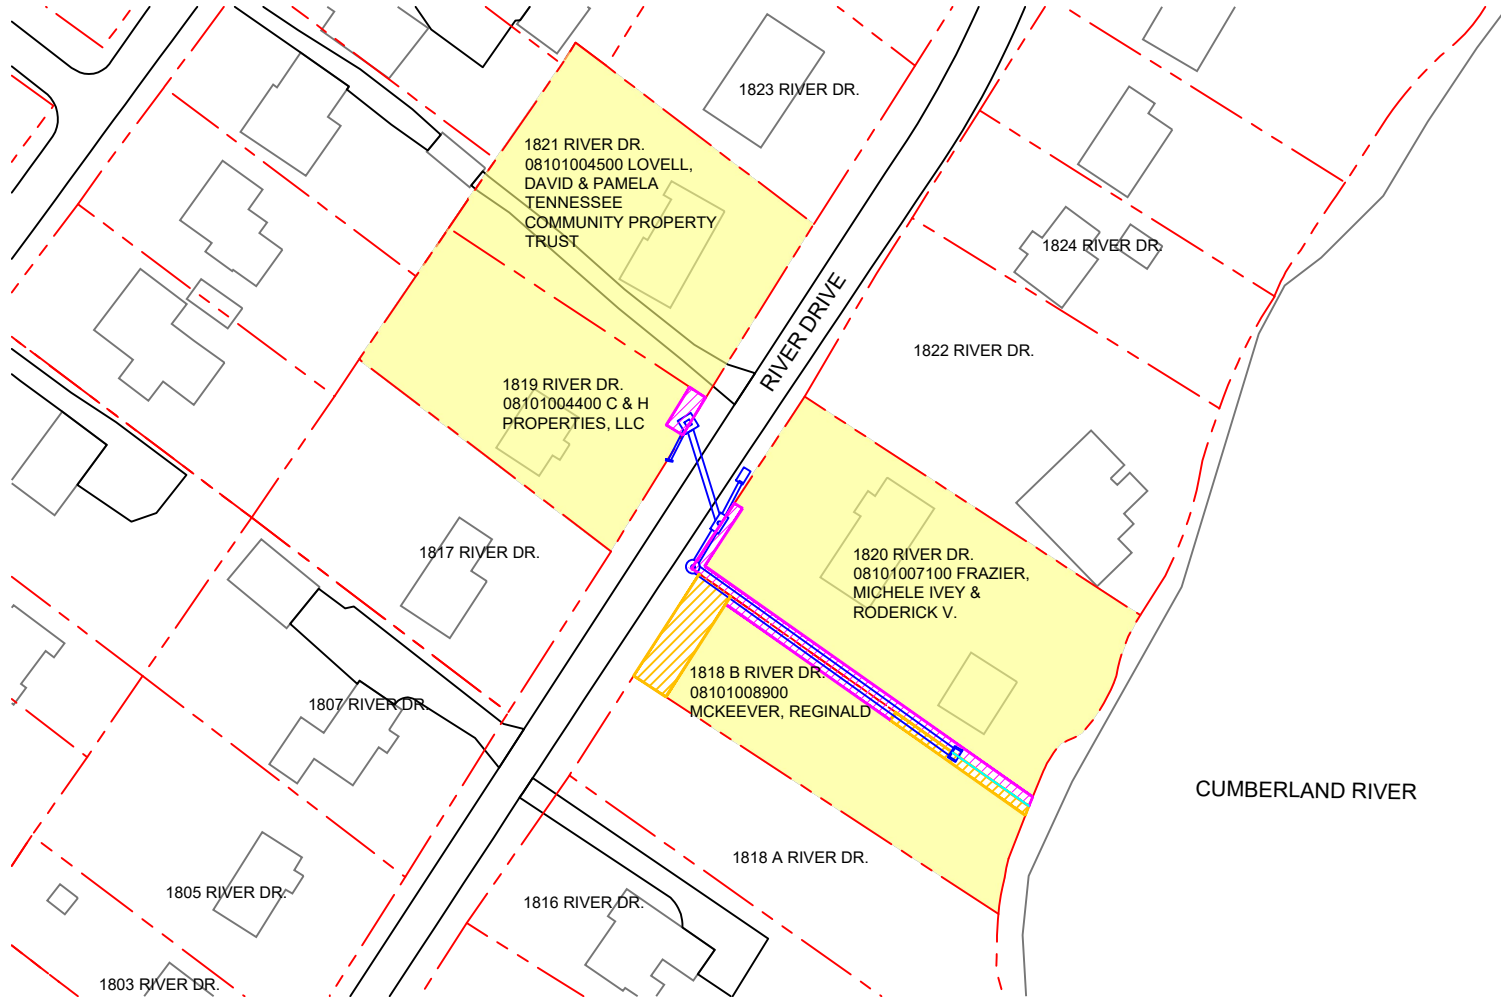 1823 RIVER DR.
1821 RIVER DR.
08101004500 LOVELL,
DAVID & PAMELA
TENNESSEE
COMMUNITY PROPERTY
TRUST
1824 RIVER DR.
RIVER DRIVE
1822 RIVER DR.
1819 RIVER DR.
08101004400 C & H
PROPERTIES, LLC
1817 RIVER DR.
1820 RIVER DR.
08101007100 FRAZIER,
MICHELE IVEY &
RODERICK V.
1818 B RIVER DR.
08101008900
MCKEEVER, REGINALD
1807 RIVER DR.
CUMBERLAND RIVER
1818 A RIVER DR.
1805 RIVER DR.
1816 RIVER DR.
1803 RIVER DR.